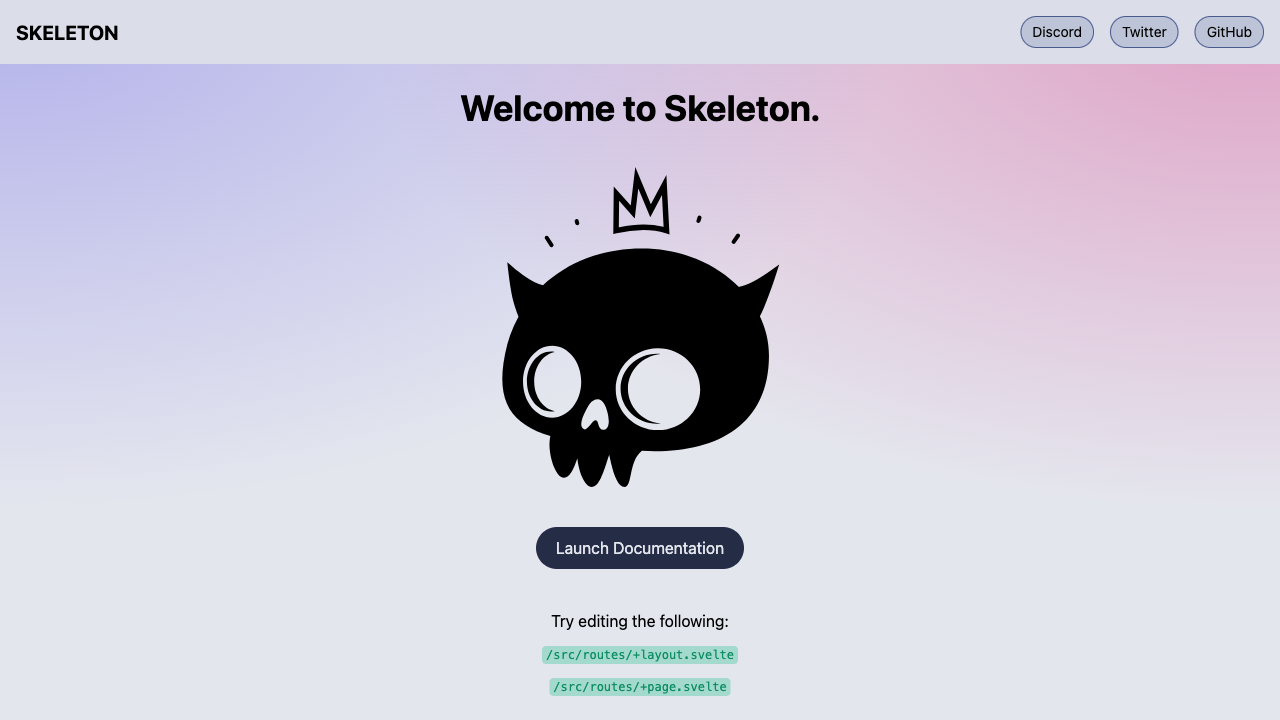 SKELETON
Discord
Twitter
GitHub
Welcome to Skeleton.
Launch Documentation
Try editing the following:
/src/routes/+layout.svelte
/src/routes/+page.svelte